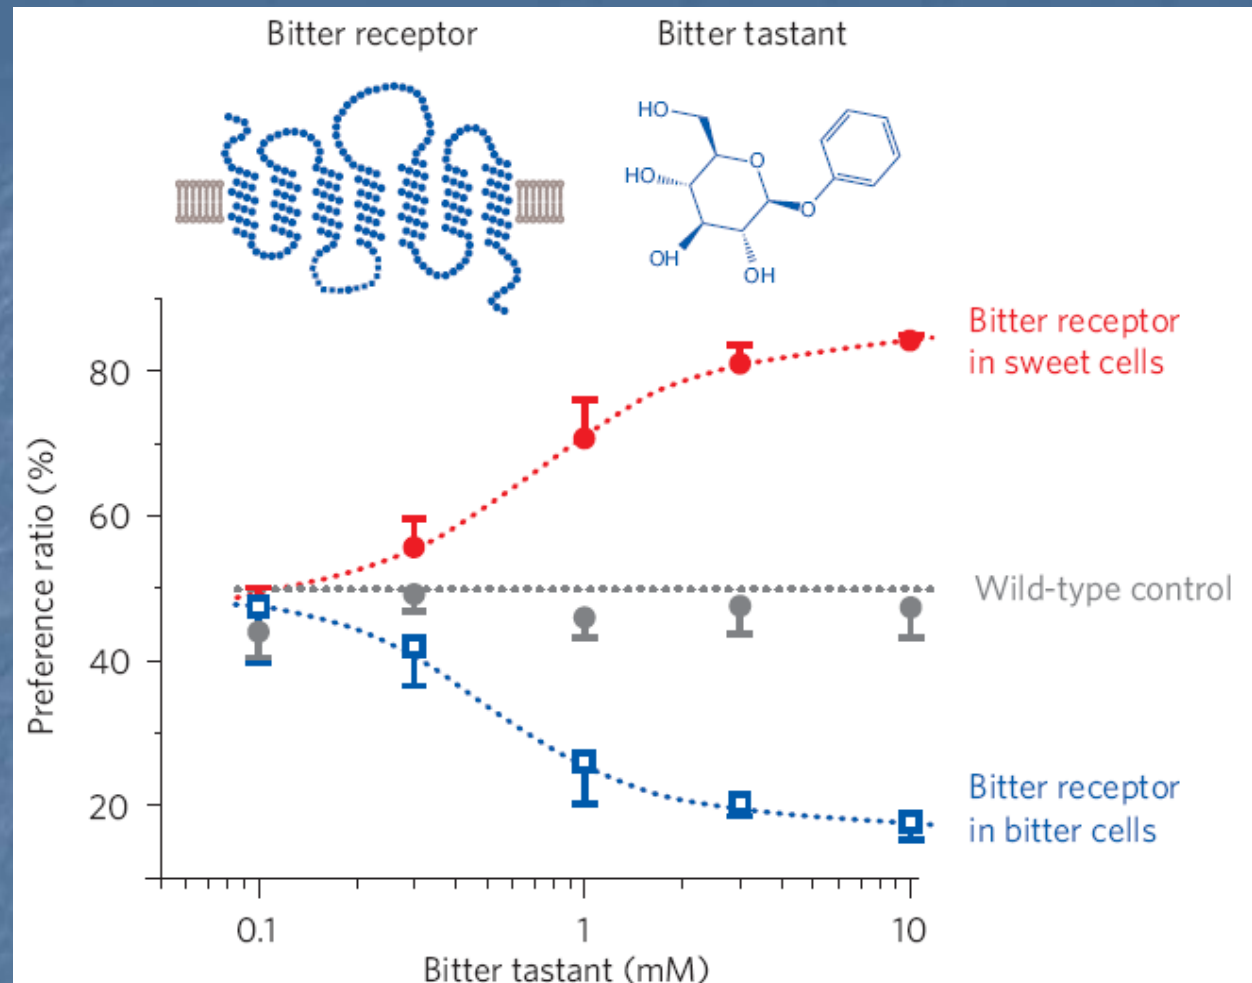 Bitter receptor
Bitter tastant
HO
O
HO
O
OH
OH
Bitter receptor
in sweet cells
80
60
Wild-type control
40
Bitter receptor
in bitter cells
20
Preference ratio (%)
0.1
1
10
Bitter tastant (mM)